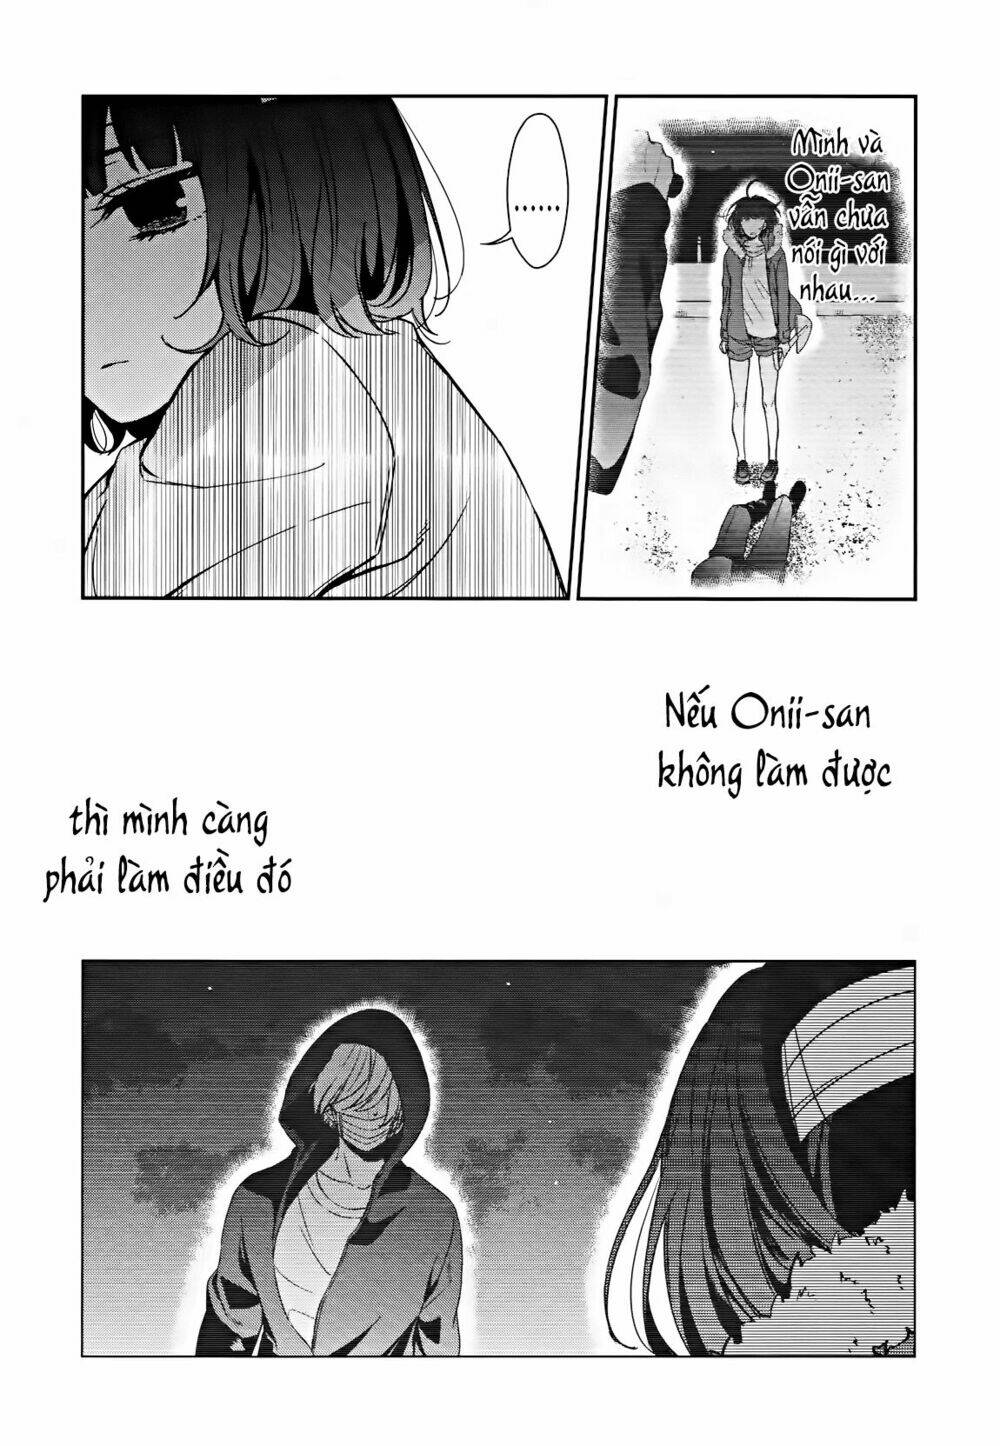 Mình và
Onii-san
vẫn chưa
nói gì với
nhau...
......
Nếu Onii-san
không làm được
thì mình càng
phải làm điều đó